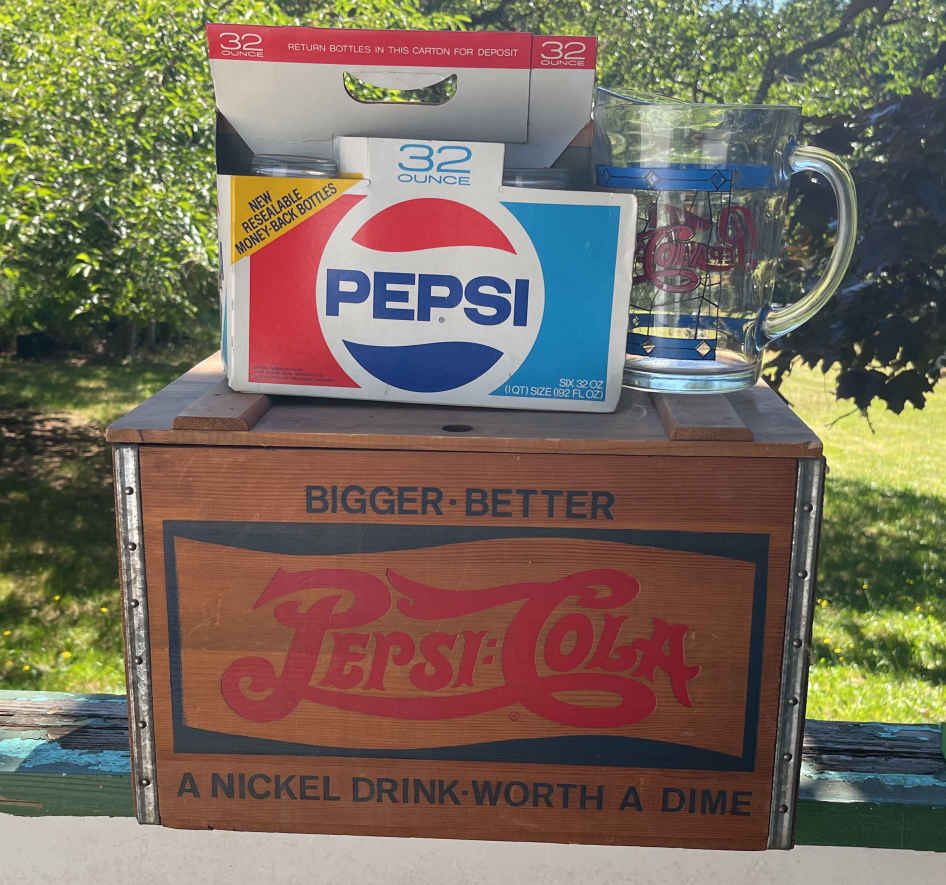 32
OUNCE
RETURN BOTTLES IN THIS CARTON FOR DEPOSIT
32
OUNCE
32
OUNCE
NEW
RESEALABLE
MONEY-BACK BOTTLES
PEPSI
SIX 32 OZ
(1 QT) SIZE (192 FL OZ)
BIGGER·BETTER
PEPSI:COLA
A NICKEL DRINK·WORTH A DIME